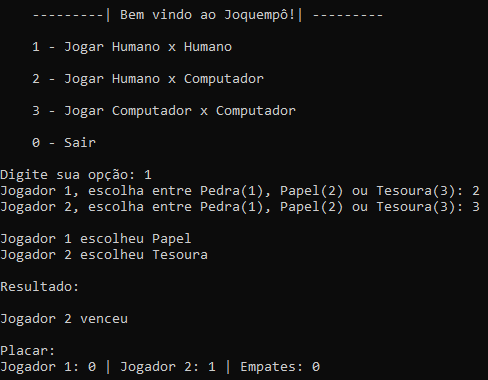 ---------| Bem vindo ao Joquempô!| ---------
1 - Jogar Humano x Humano
2 - Jogar Humano x Computador
3 - Jogar Computador x Computador
0 - Sair
Digite sua opção: 1
Jogador 1, escolha entre Pedra(1), Papel(2) ou Tesoura(3): 2
Jogador 2, escolha entre Pedra(1), Papel(2) ou Tesoura(3): 3
Jogador 1 escolheu Papel
Jogador 2 escolheu Tesoura
Resultado:
Jogador 2 venceu
Placar:
Jogador 1: 0 | Jogador 2: 1 | Empates: 0